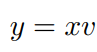 y = xv